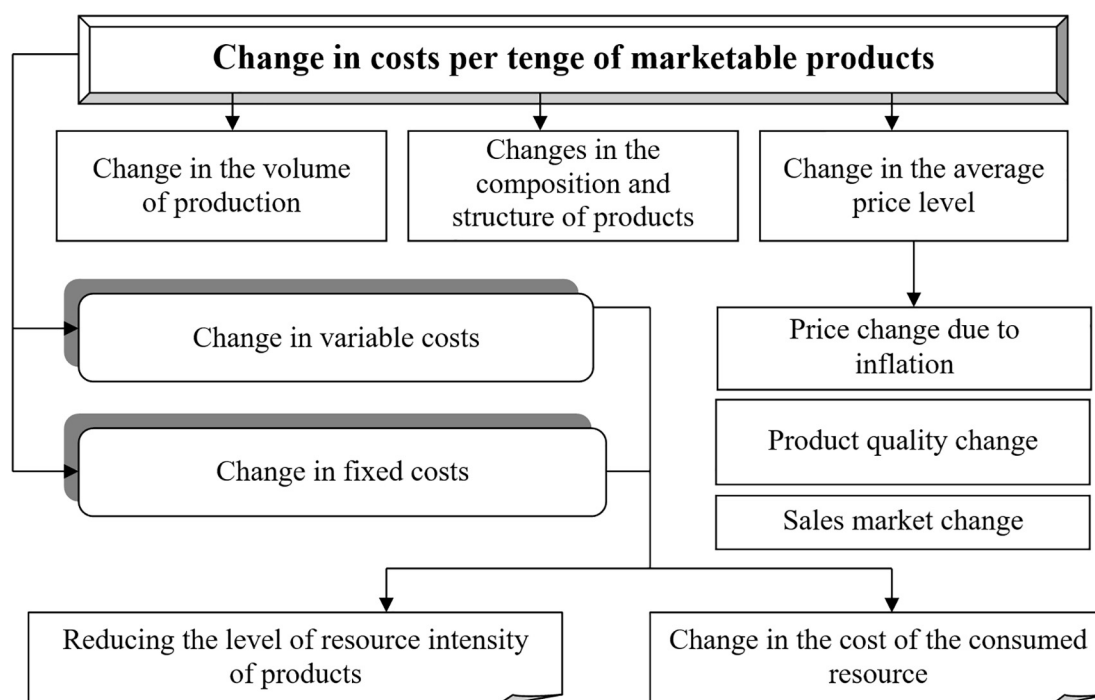 Change in costs per tenge of marketable products
Change in the volume
of production
Changes in the
composition and
structure of products
Change in the average
price level
Change in variable costs
Price change due to
inflation
Product quality change
Change in fixed costs
Sales market change
Reducing the level of resource intensity
of products
Change in the cost of the consumed
resource